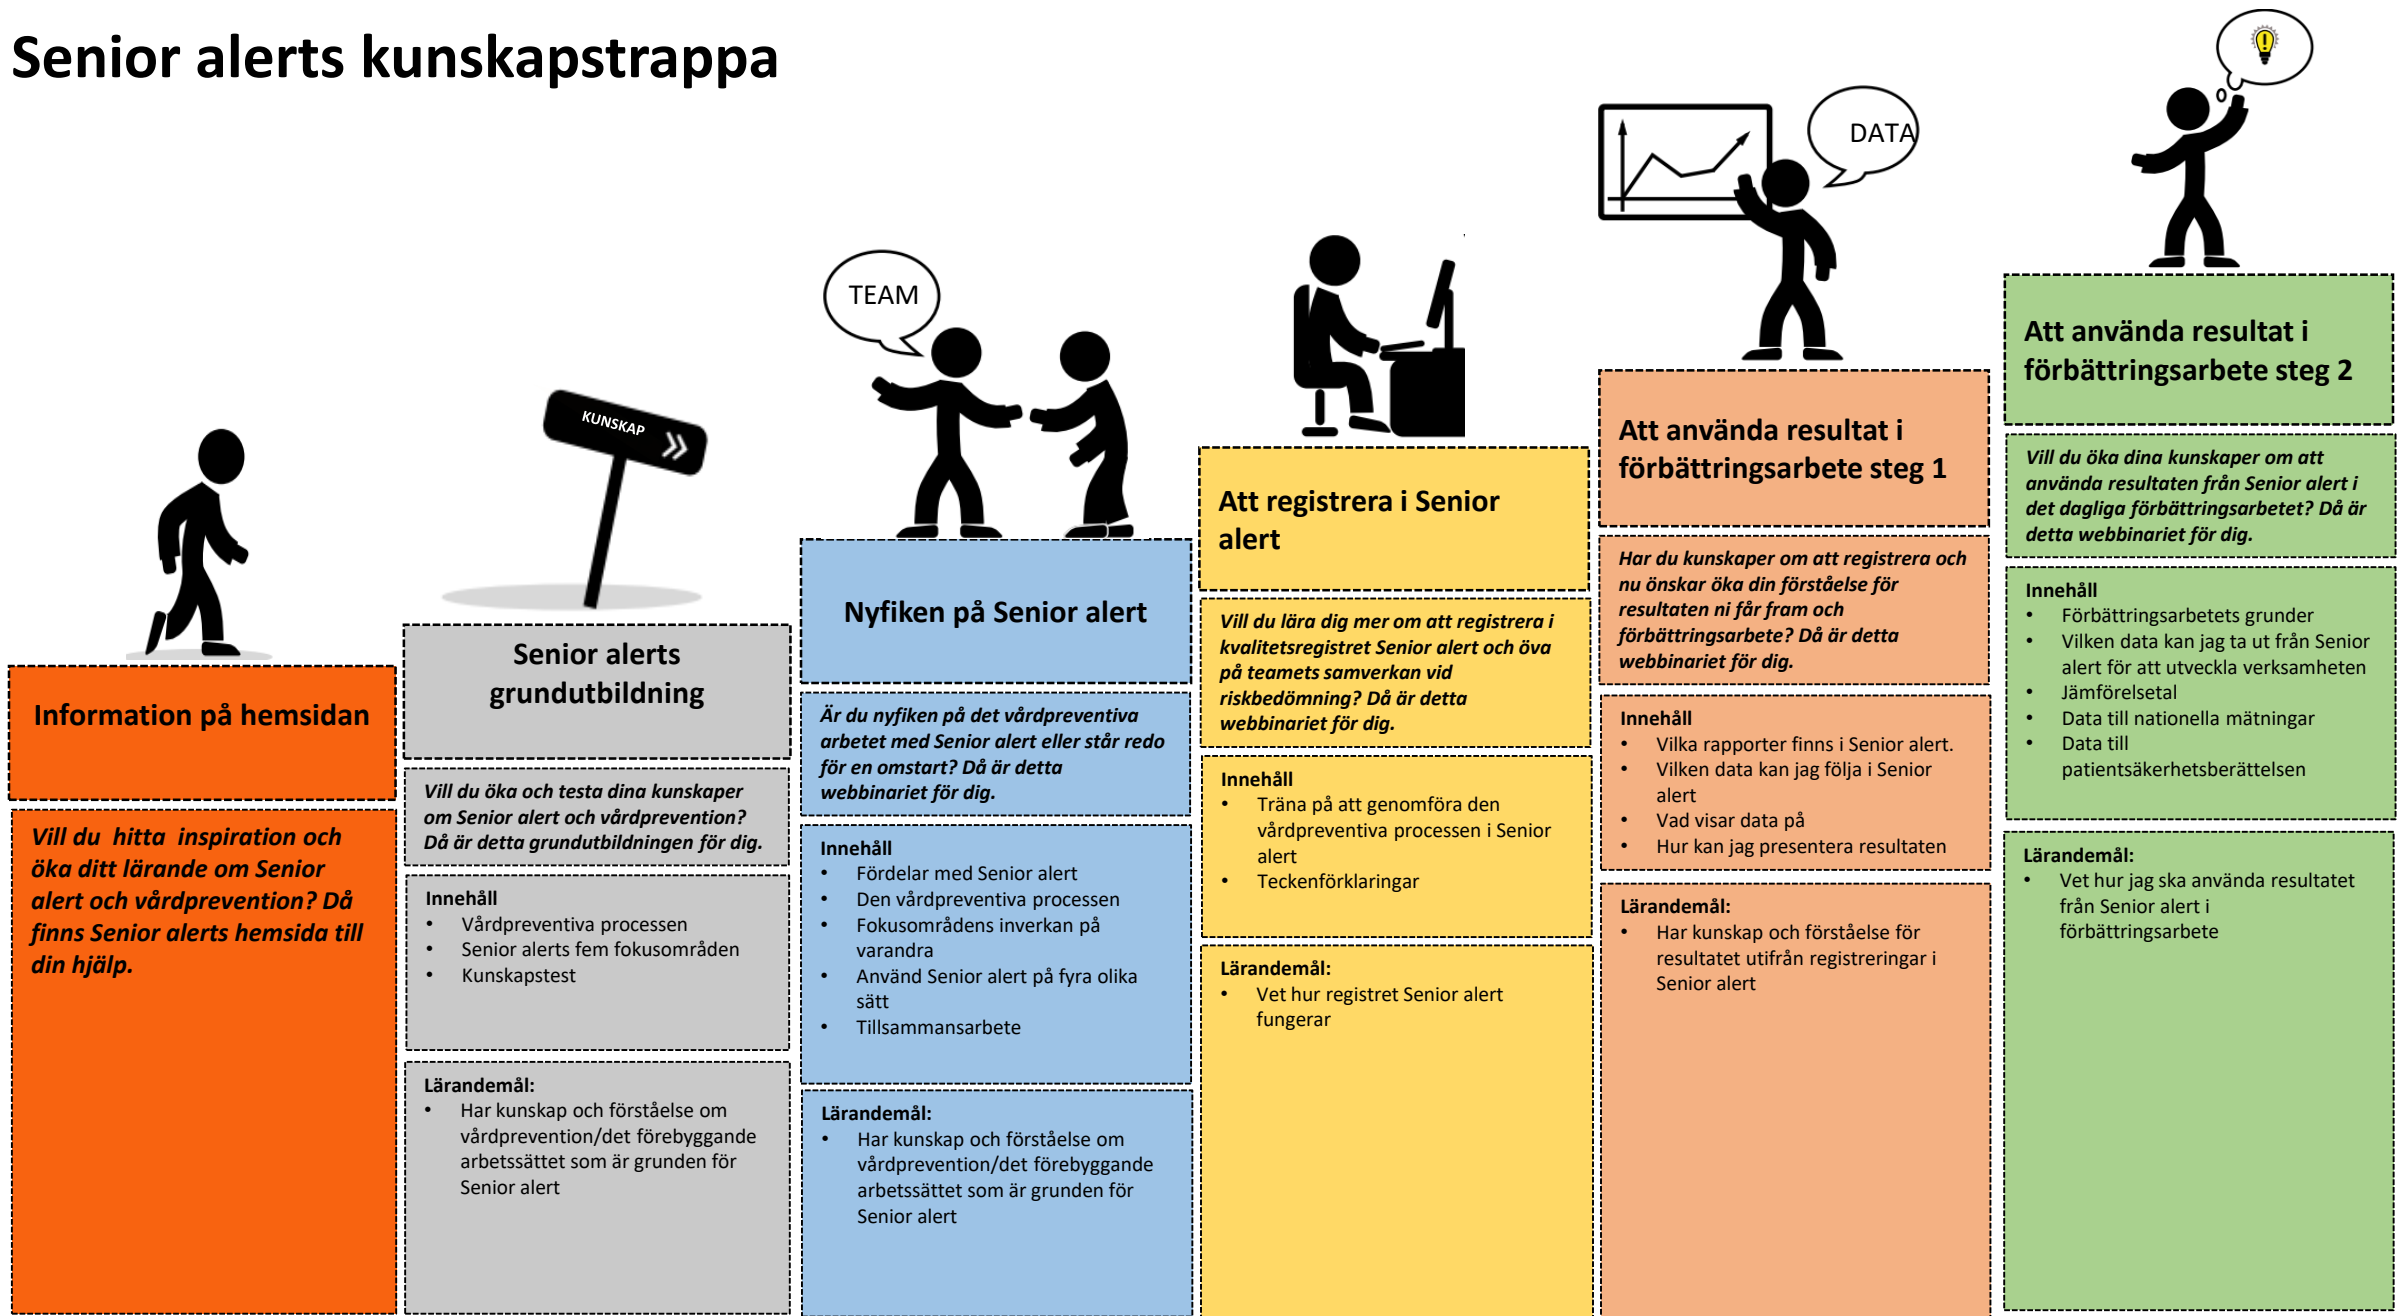 Senior alerts kunskapstrappa
Information på hemsidan
Vill du  hitta  inspiration och
öka ditt lärande om Senior
alert och vårdprevention? Då
finns Senior alerts hemsida till
din hjälp.
KUNSKAP
Senior alerts
grundutbildning
Vill du öka och testa dina kunskaper
om Senior alert och vårdprevention?
Då är detta grundutbildningen för dig.
Innehåll
• Vårdpreventiva processen
• Senior alerts fem fokusområden
• Kunskapstest
Lärandemål:
• Har kunskap och förståelse om
vårdprevention/det förebyggande
arbetssättet som är grunden för
Senior alert
TEAM
Nyfiken på Senior alert
Är du nyfiken på det vårdpreventiva
arbetet med Senior alert eller står redo
för en omstart? Då är detta
webbinariet för dig.
Innehåll
• Fördelar med Senior alert
• Den vårdpreventiva processen
• Fokusområdens inverkan på
varandra
• Använd Senior alert på fyra olika
sätt
• Tillsammansarbete
Lärandemål:
• Har kunskap och förståelse om
vårdprevention/det förebyggande
arbetssättet som är grunden för
Senior alert
Att registrera i Senior
alert
Vill du lära dig mer om att registrera i
kvalitetsregistret Senior alert och öva
på teamets samverkan vid
riskbedömning? Då är detta
webbinariet för dig.
Innehåll
• Träna på att genomföra den
vårdpreventiva processen i Senior
alert
• Teckenförklaringar
Lärandemål:
• Vet hur registret Senior alert
fungerar
DATA
Att använda resultat i
förbättringsarbete steg 1
Har du kunskaper om att registrera och
nu önskar öka din förståelse för
resultaten ni får fram och
förbättringsarbete? Då är detta
webbinariet för dig.
Innehåll
• Vilka rapporter finns i Senior alert.
• Vilken data kan jag följa i Senior
alert
• Vad visar data på
• Hur kan jag presentera resultaten
Lärandemål:
• Har kunskap och förståelse för
resultatet utifrån registreringar i
Senior alert
Att använda resultat i
förbättringsarbete steg 2
Vill du öka dina kunskaper om att
använda resultaten från Senior alert i
det dagliga förbättringsarbetet? Då är
detta webbinariet för dig.
Innehåll
• Förbättringsarbetets grunder
• Vilken data kan jag ta ut från Senior
alert för att utveckla verksamheten
• Jämförelsetal
• Data till nationella mätningar
• Data till
patientsäkerhetsberättelsen
Lärandemål:
• Vet hur jag ska använda resultatet
från Senior alert i
förbättringsarbete